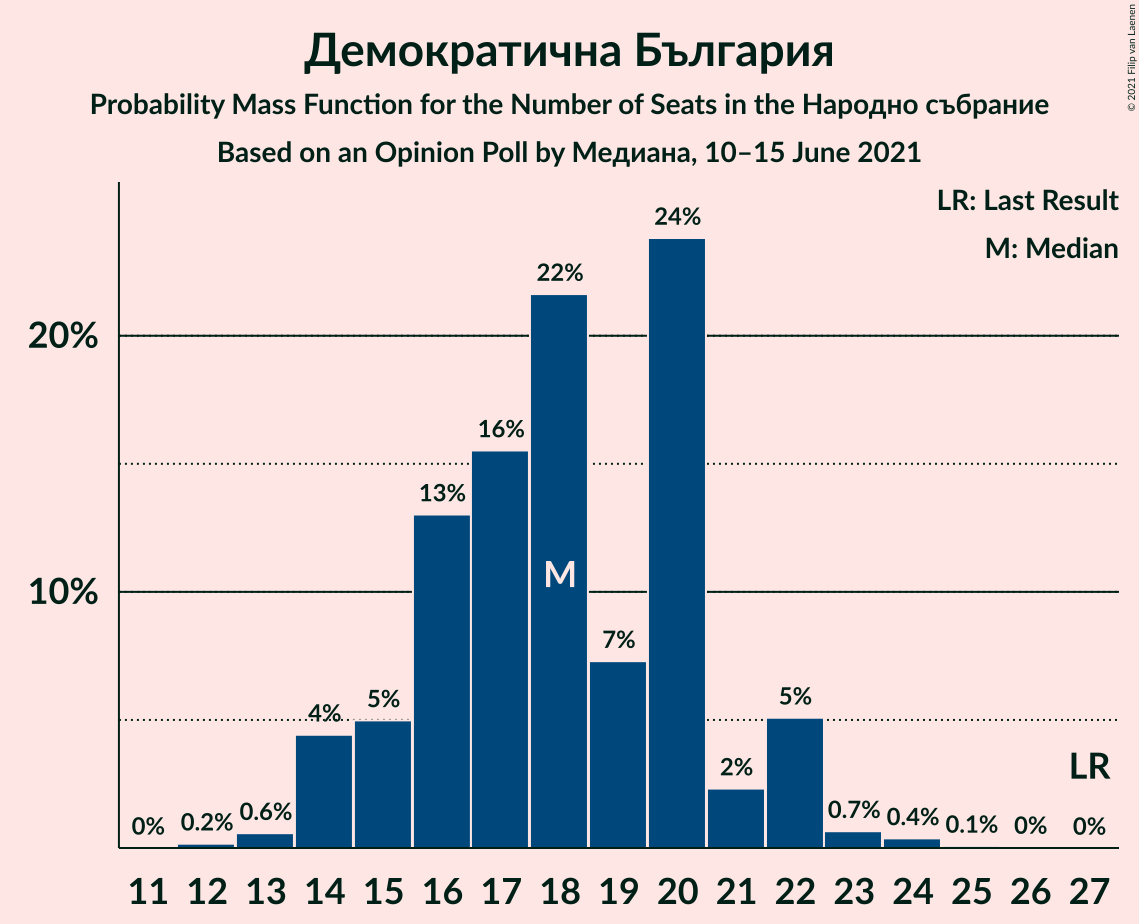 Демократична България
Probability Mass Function for the Number of Seats in the Народно събрание
Based on an Opinion Poll by Медиана, 10–15 June 2021
© 2021 Filip van Laenen
LR: Last Result
M: Median
24%
22%
20%
16%
13%
M
10%
7%
5%
5%
4%
2%
LR
0%
0.2%
0.6%
0.7%
0.4%
0.1%
0%
0%
11 12 13 14 15 16 17 18 19 20 21 22 23 24 25 26 27